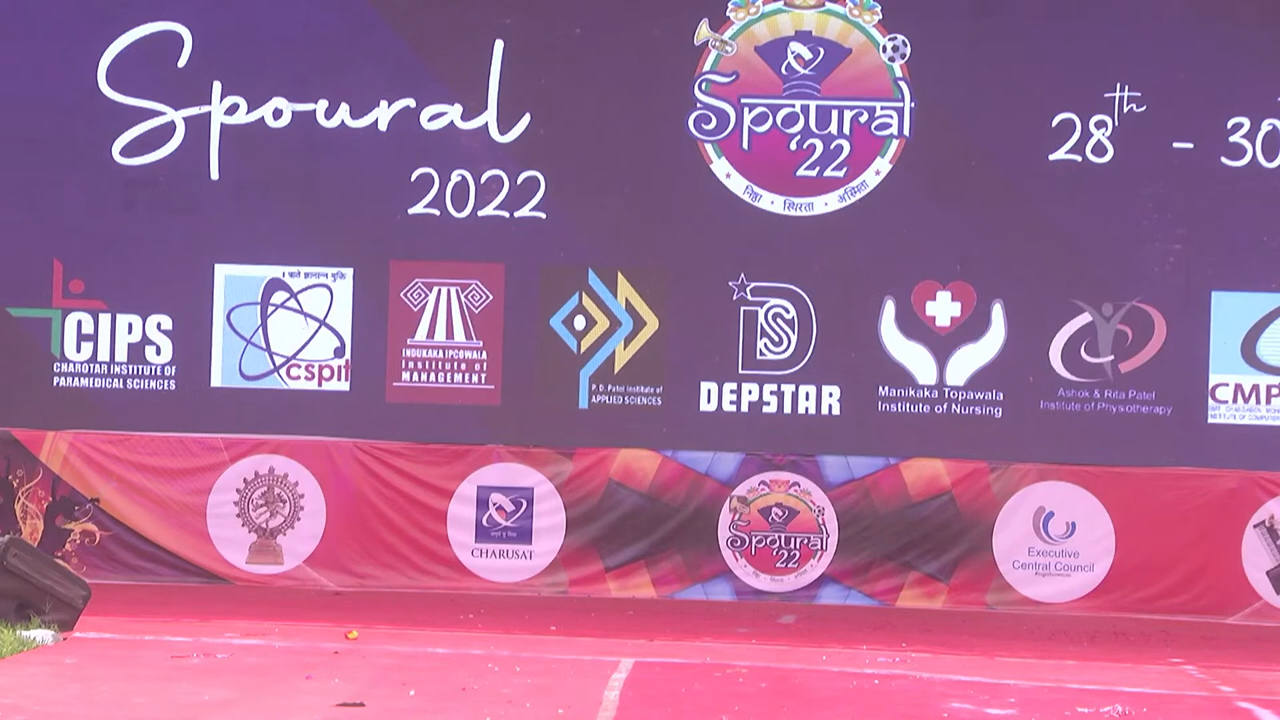 Spoural
2022
Spoural
'22
निष्ठा • स्थिरता • अस्मिता
28th - 30
CIPS
CHAROTAR INSTITUTE OF
PARAMEDICAL SCIENCES
cspit
INDUKAKA IPCOWALA
Institute of
MANAGEMENT
P. D. Patel Institute of
APPLIED SCIENCES
DEPSTAR
Manikaka Topawala
Institute of Nursing
Ashok & Rita Patel
Institute of Physiotherapy
CMP
CHARUSAT
Spoural
'22
Executive
Central Council